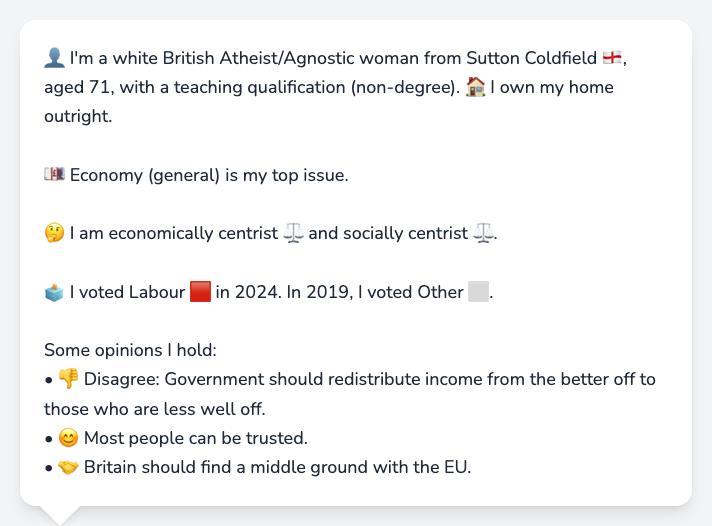 👤 I'm a white British Atheist/Agnostic woman from Sutton Coldfield 🏴󠁧󠁢󠁥󠁮󠁧󠁿,
aged 71, with a teaching qualification (non-degree). 🏠 I own my home
outright.
💷 Economy (general) is my top issue.
🤔 I am economically centrist ⚖️ and socially centrist ⚖️.
🗳️ I voted Labour 🟥 in 2024. In 2019, I voted Other ⬜.
Some opinions I hold:
• 👎 Disagree: Government should redistribute income from the better off to
those who are less well off.
• 😊 Most people can be trusted.
• 🤝 Britain should find a middle ground with the EU.